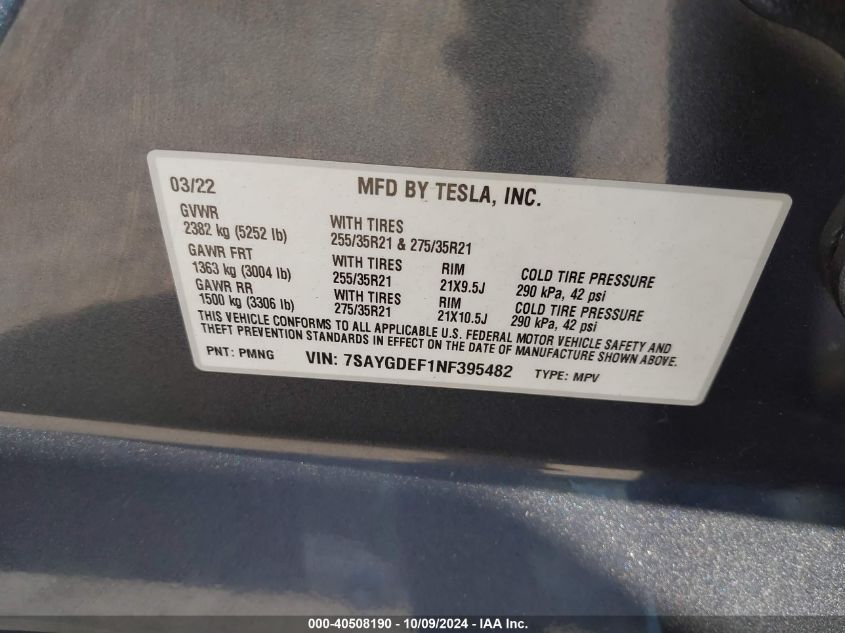 03/22 MFD BY TESLA, INC.
GVWR
2382 kg (5252 lb) WITH TIRES
255/35R21 & 275/35R21
GAWR FRT
1363 kg (3004 lb) WITH TIRES
255/35R21 RIM
21X9.5J COLD TIRE PRESSURE
290 kPa, 42 psi
GAWR RR
1500 kg (3306 lb) WITH TIRES
275/35R21 RIM
21X10.5J COLD TIRE PRESSURE
290 kPa, 42 psi
THIS VEHICLE CONFORMS TO ALL APPLICABLE U.S. FEDERAL MOTOR VEHICLE SAFETY AND
THEFT PREVENTION STANDARDS IN EFFECT ON THE DATE OF MANUFACTURE SHOWN ABOVE.
PNT: PMNG VIN: 7SAYGDEF1NF395482 TYPE: MPV
000-40508190 - 10/09/2024 - IAA Inc.